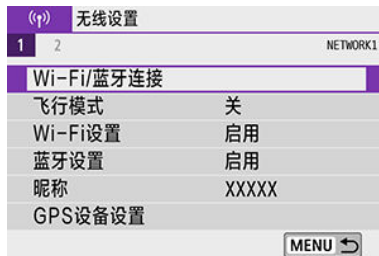 无线设置
1 2 NETWORK1
Wi-Fi/蓝牙连接
飞行模式 关
Wi-Fi设置 启用
蓝牙设置 启用
昵称 XXXXX
GPS设备设置
MENU